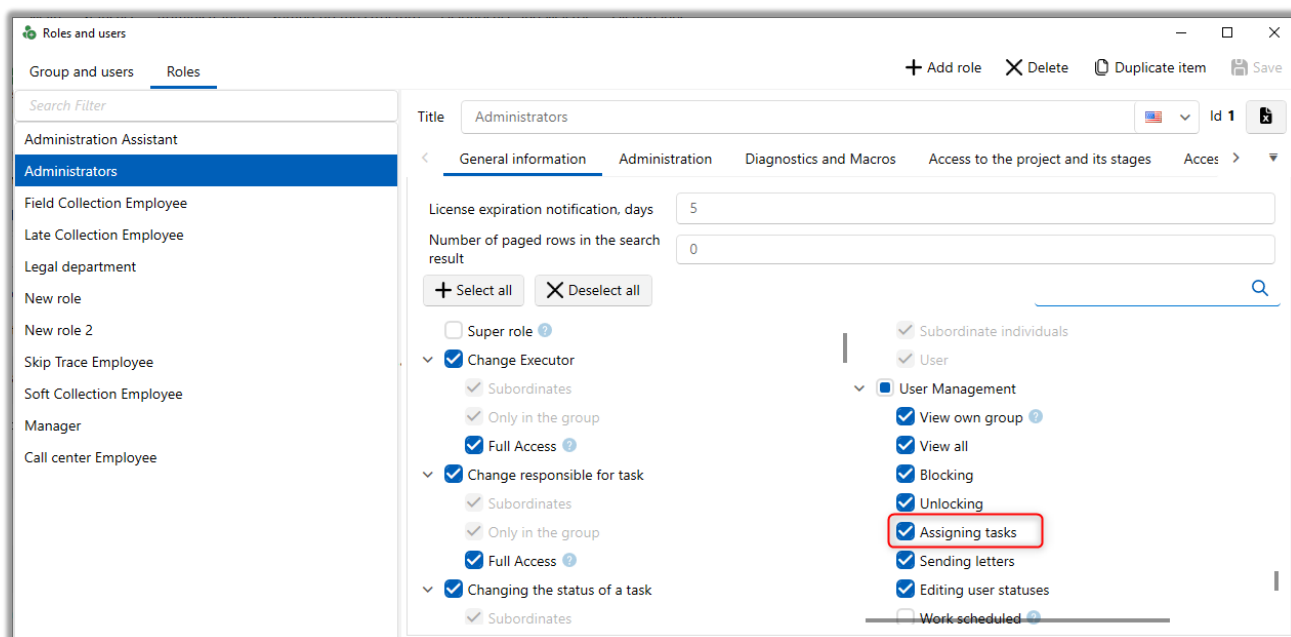 Roles and users
Group and users Roles
Add role Delete Duplicate item Save
Search Filter
Administration Assistant
Administrators
Field Collection Employee
Late Collection Employee
Legal department
New role
New role 2
Skip Trace Employee
Soft Collection Employee
Manager
Call center Employee
Title Administrators Id 1
General information Administration Diagnostics and Macros Access to the project and its stages Acces
License expiration notification, days 5
Number of paged rows in the search
result
0
Select all Deselect all
Super role ?
Change Executor
Subordinates
Only in the group
Full Access ?
Change responsible for task
Subordinates
Only in the group
Full Access ?
Changing the status of a task
Subordinates
Subordinate individuals
User
User Management
View own group ?
View all
Blocking
Unlocking
Assigning tasks
Sending letters
Editing user statuses
Work scheduled ?